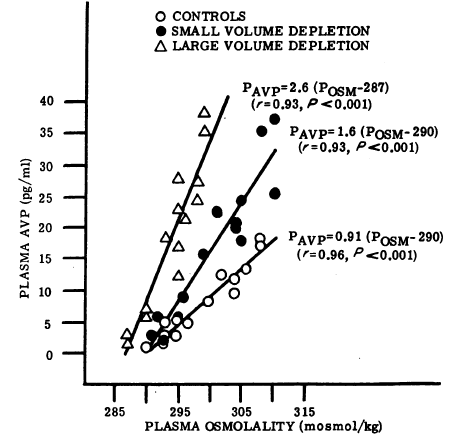 ○ CONTROLS
● SMALL VOLUME DEPLETION
△ LARGE VOLUME DEPLETION
P_AVP=2.6 (P_OSM-287)
(r=0.93, P<0.001)
P_AVP=1.6 (P_OSM-290)
(r=0.93, P<0.001)
P_AVP=0.91 (P_OSM-290)
(r=0.96, P<0.001)
PLASMA AVP (pg/ml)
40
35
30
25
20
15
10
5
0
285 295 305 315
PLASMA OSMOLALITY (mosmol/kg)